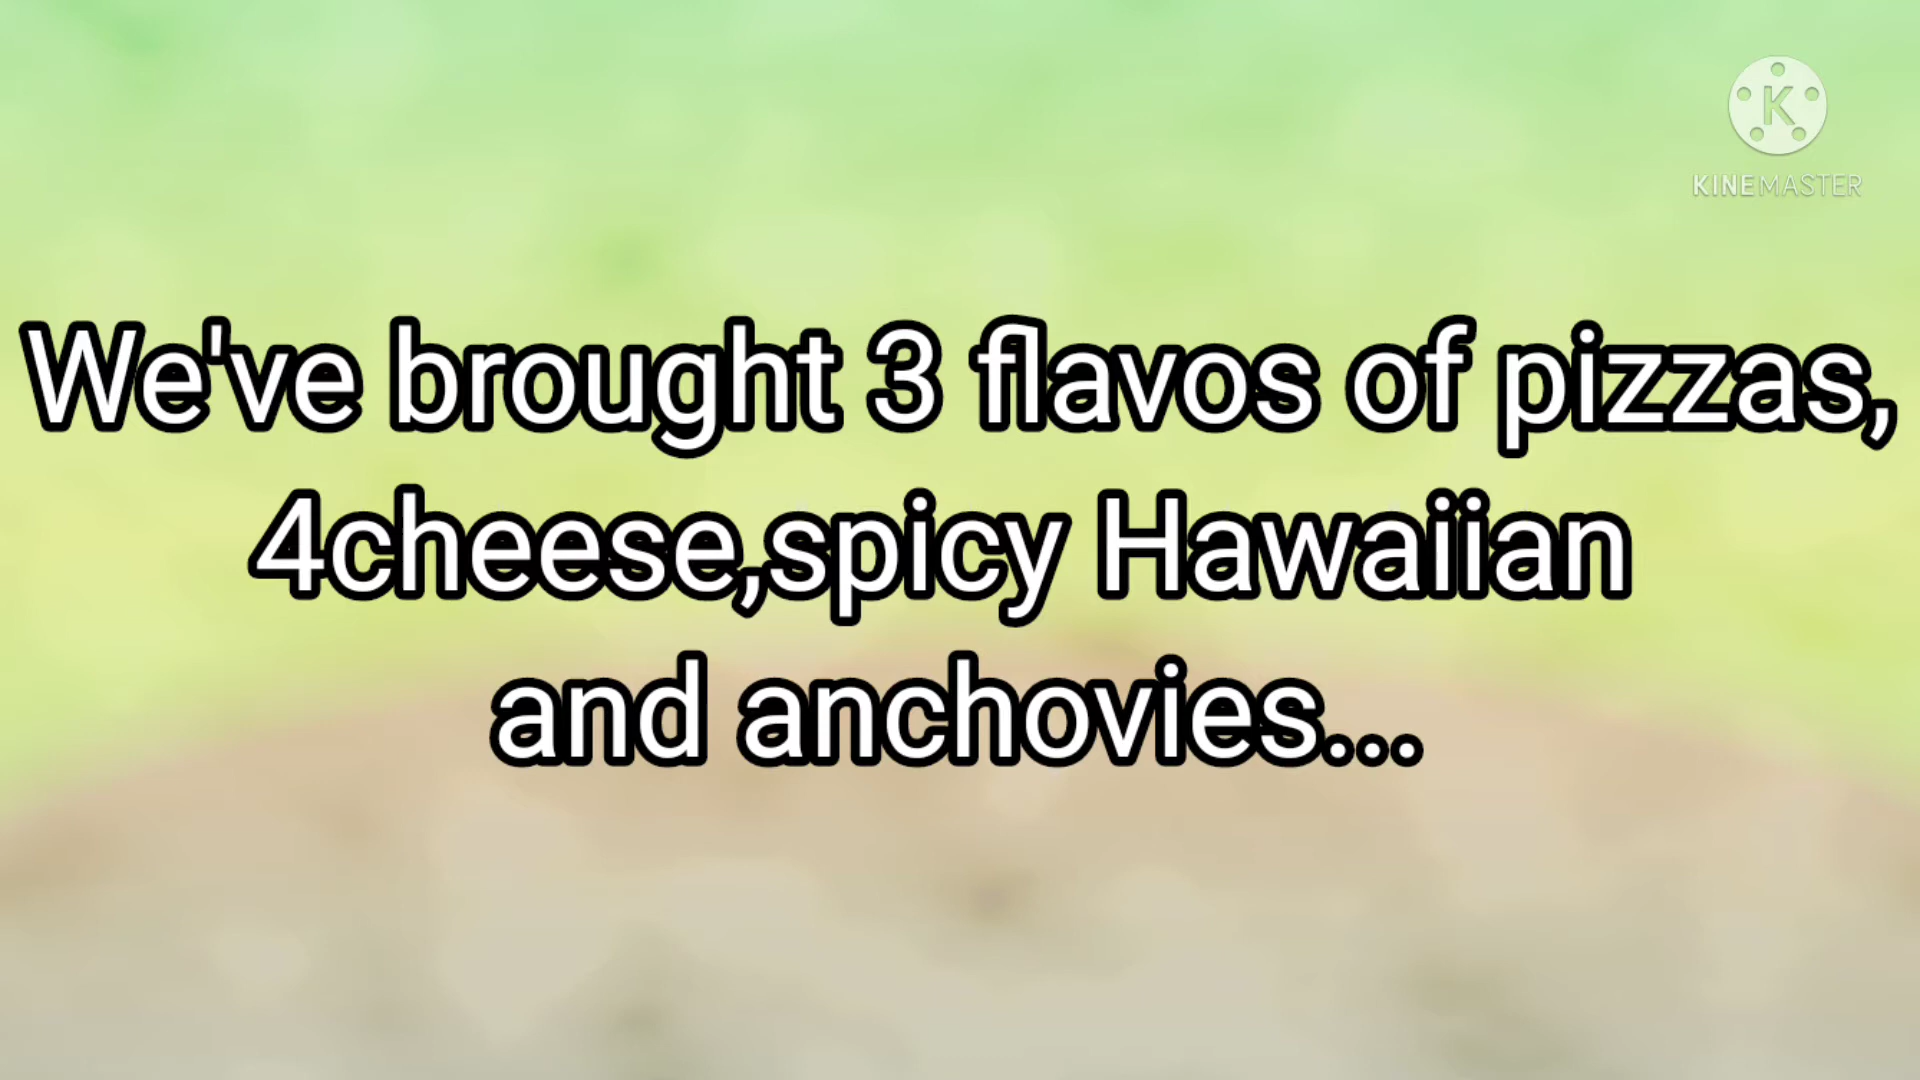 K
KINEMASTER
We've brought 3 flavos of pizzas,
4cheese,spicy Hawaiian
and anchovies...